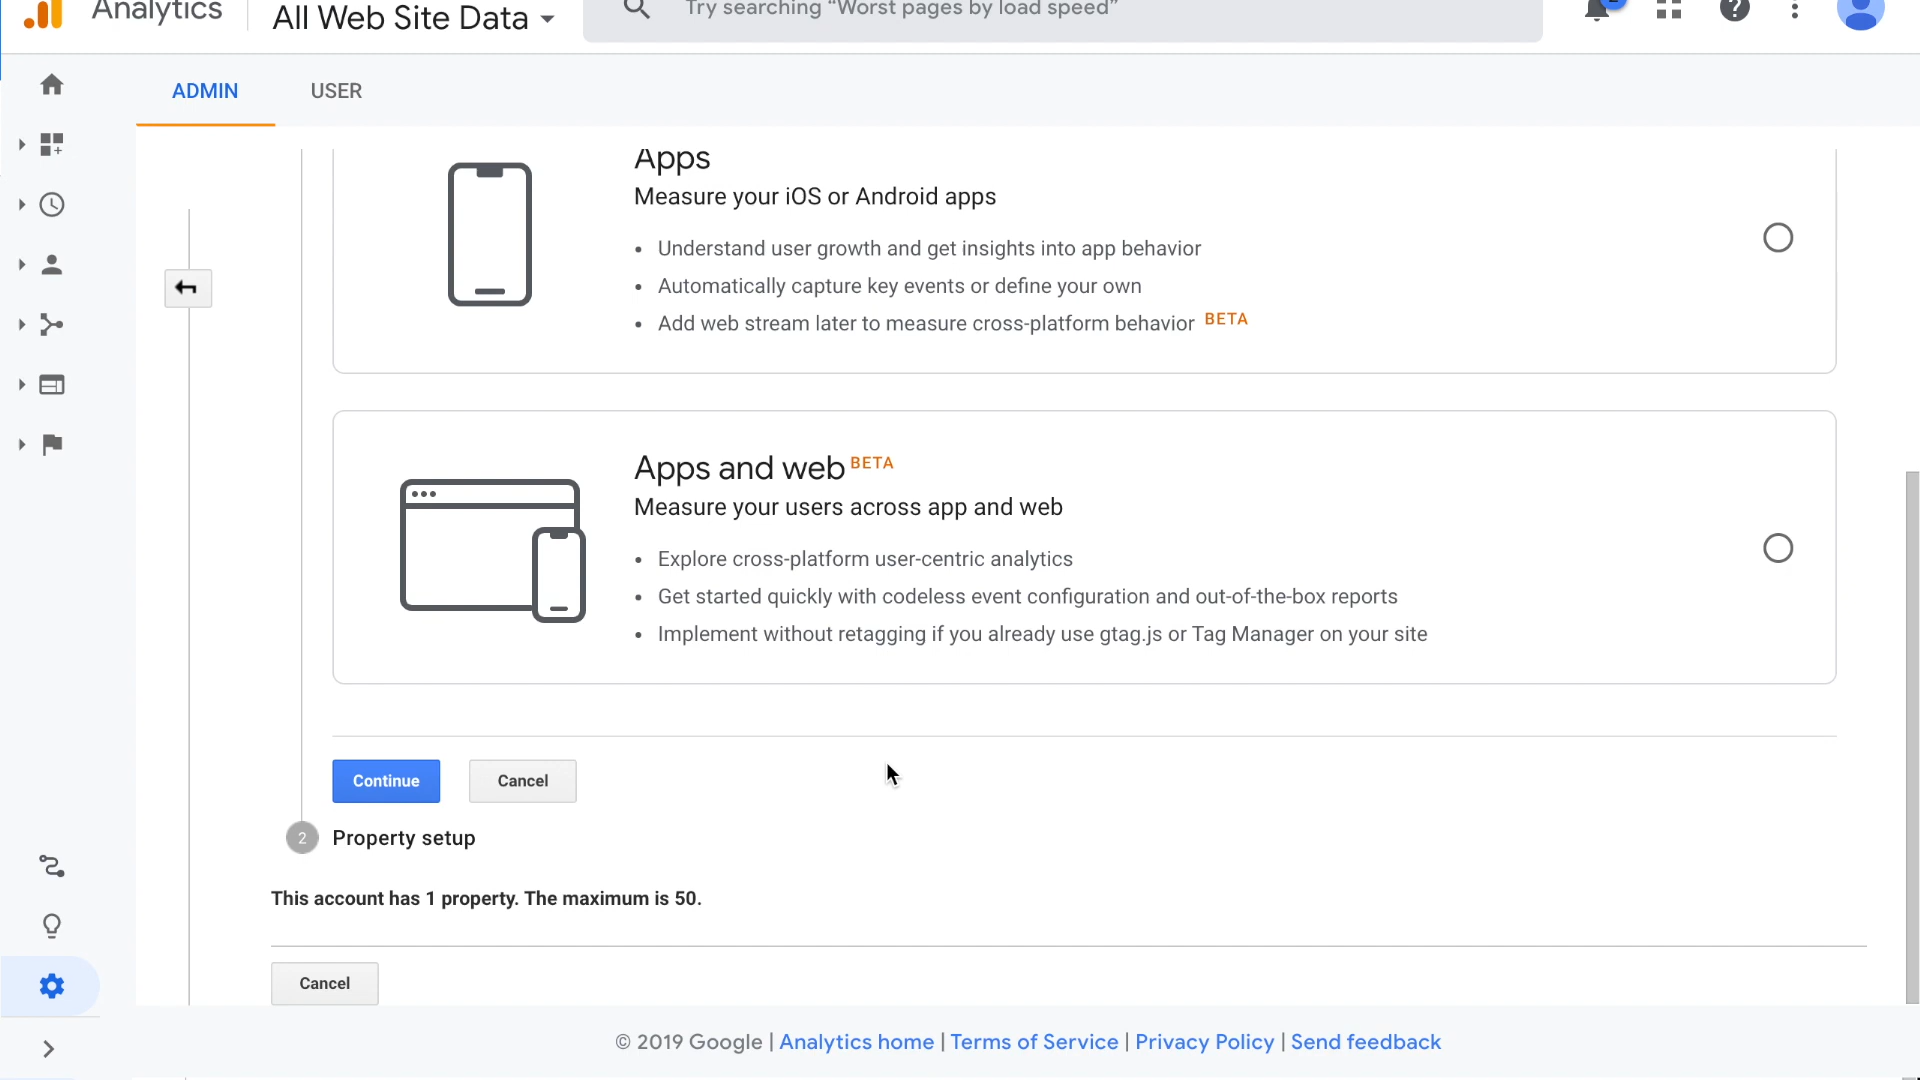 Analytics
All Web Site Data
Try searching “Worst pages by load speed”
ADMIN
USER
Apps
Measure your iOS or Android apps
Understand user growth and get insights into app behavior
Automatically capture key events or define your own
Add web stream later to measure cross-platform behavior BETA
Apps and web BETA
Measure your users across app and web
Explore cross-platform user-centric analytics
Get started quickly with codeless event configuration and out-of-the-box reports
Implement without retagging if you already use gtag.js or Tag Manager on your site
Continue
Cancel
2 Property setup
This account has 1 property. The maximum is 50.
Cancel
© 2019 Google | Analytics home | Terms of Service | Privacy Policy | Send feedback